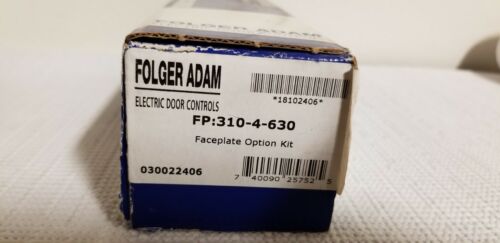 FOLGER ADAM
FOLGER ADAM
ELECTRIC DOOR CONTROLS
*18102406*
FP:310-4-630
Faceplate Option Kit
030022406
7 40090 25752 5